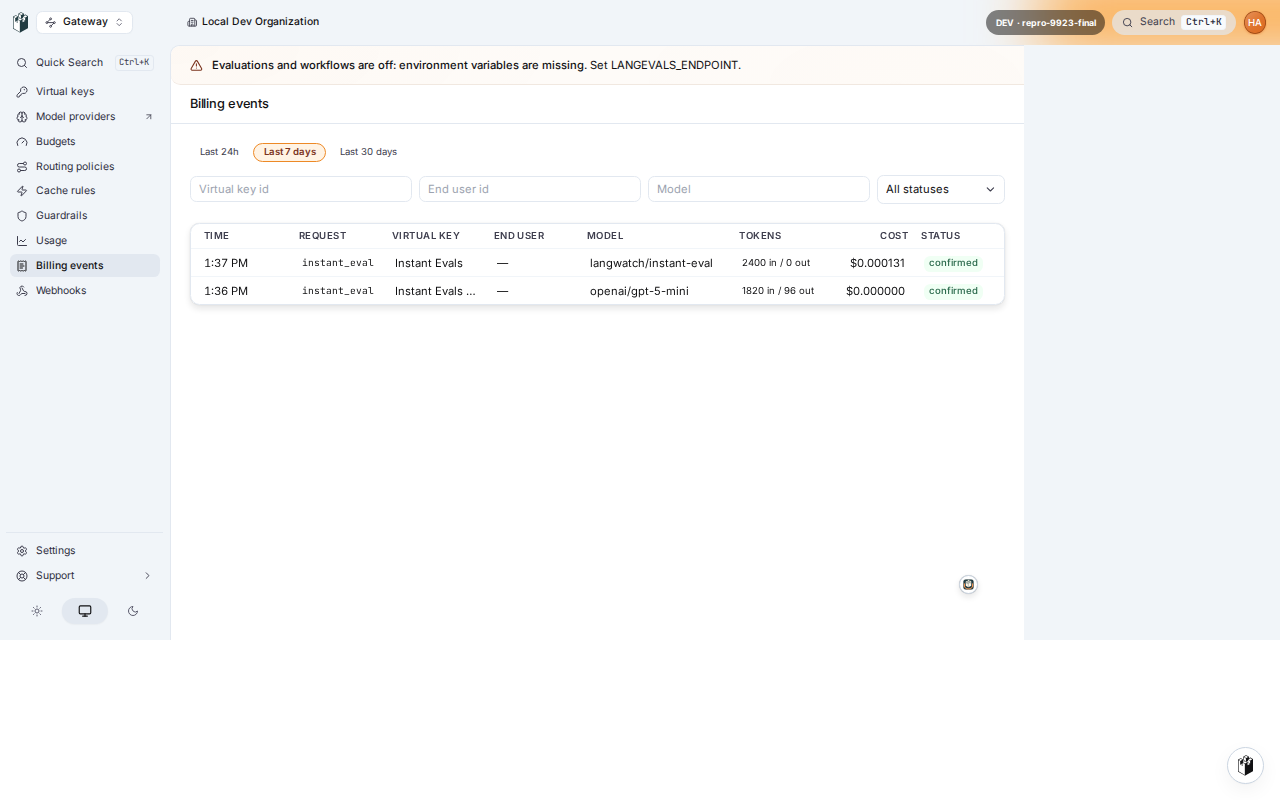 Gateway
Local Dev Organization
DEV · repro-9923-final
Search Ctrl+K
HA
Quick Search Ctrl+K
Virtual keys
Model providers
Budgets
Routing policies
Cache rules
Guardrails
Usage
Billing events
Webhooks
Settings
Support
Evaluations and workflows are off: environment variables are missing. Set LANGEVALS_ENDPOINT.
Billing events
Last 24h Last 7 days Last 30 days
Virtual key id End user id Model All statuses
TIME REQUEST VIRTUAL KEY END USER MODEL TOKENS COST STATUS
1:37 PM instant_eval Instant Evals — langwatch/instant-eval 2400 in / 0 out $0.000131 confirmed
1:36 PM instant_eval Instant Evals ... — openai/gpt-5-mini 1820 in / 96 out $0.000000 confirmed